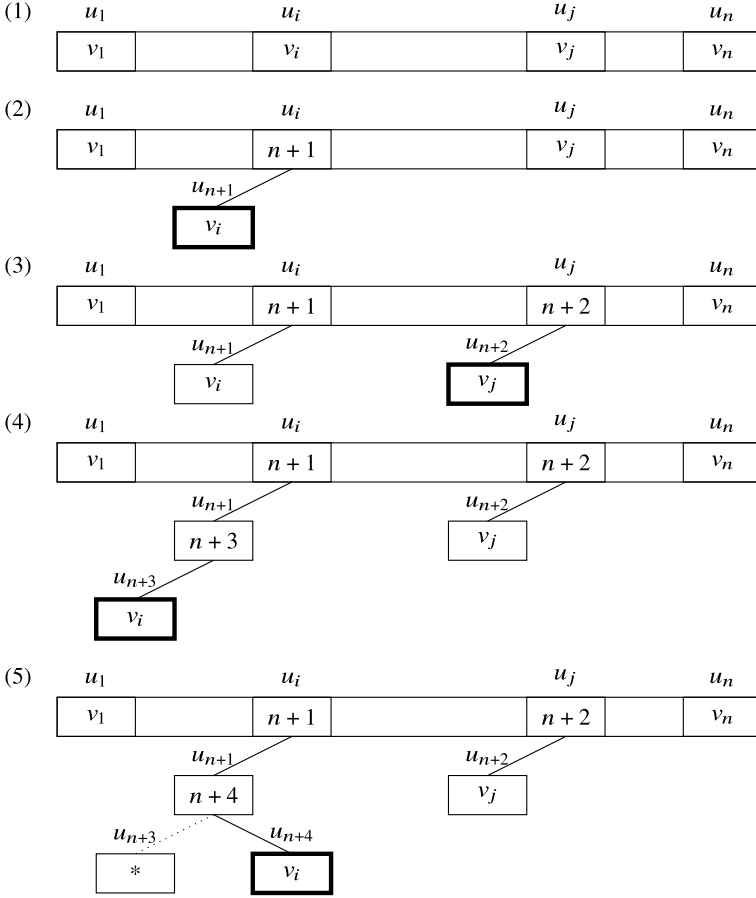 (1) u₁ uᵢ uⱼ uₙ
v₁ vᵢ vⱼ vₙ
(2) u₁ uᵢ uⱼ uₙ
v₁ n + 1 vⱼ vₙ
uₙ₊₁
vᵢ
(3) u₁ uᵢ uⱼ uₙ
v₁ n + 1 n + 2 vₙ
uₙ₊₁ uₙ₊₂
vᵢ vⱼ
(4) u₁ uᵢ uⱼ uₙ
v₁ n + 1 n + 2 vₙ
uₙ₊₁ uₙ₊₂
n + 3 vⱼ
uₙ₊₃
vᵢ
(5) u₁ uᵢ uⱼ uₙ
v₁ n + 1 n + 2 vₙ
uₙ₊₁ uₙ₊₂
n + 4 vⱼ
uₙ₊₃ uₙ₊₄
* vᵢ